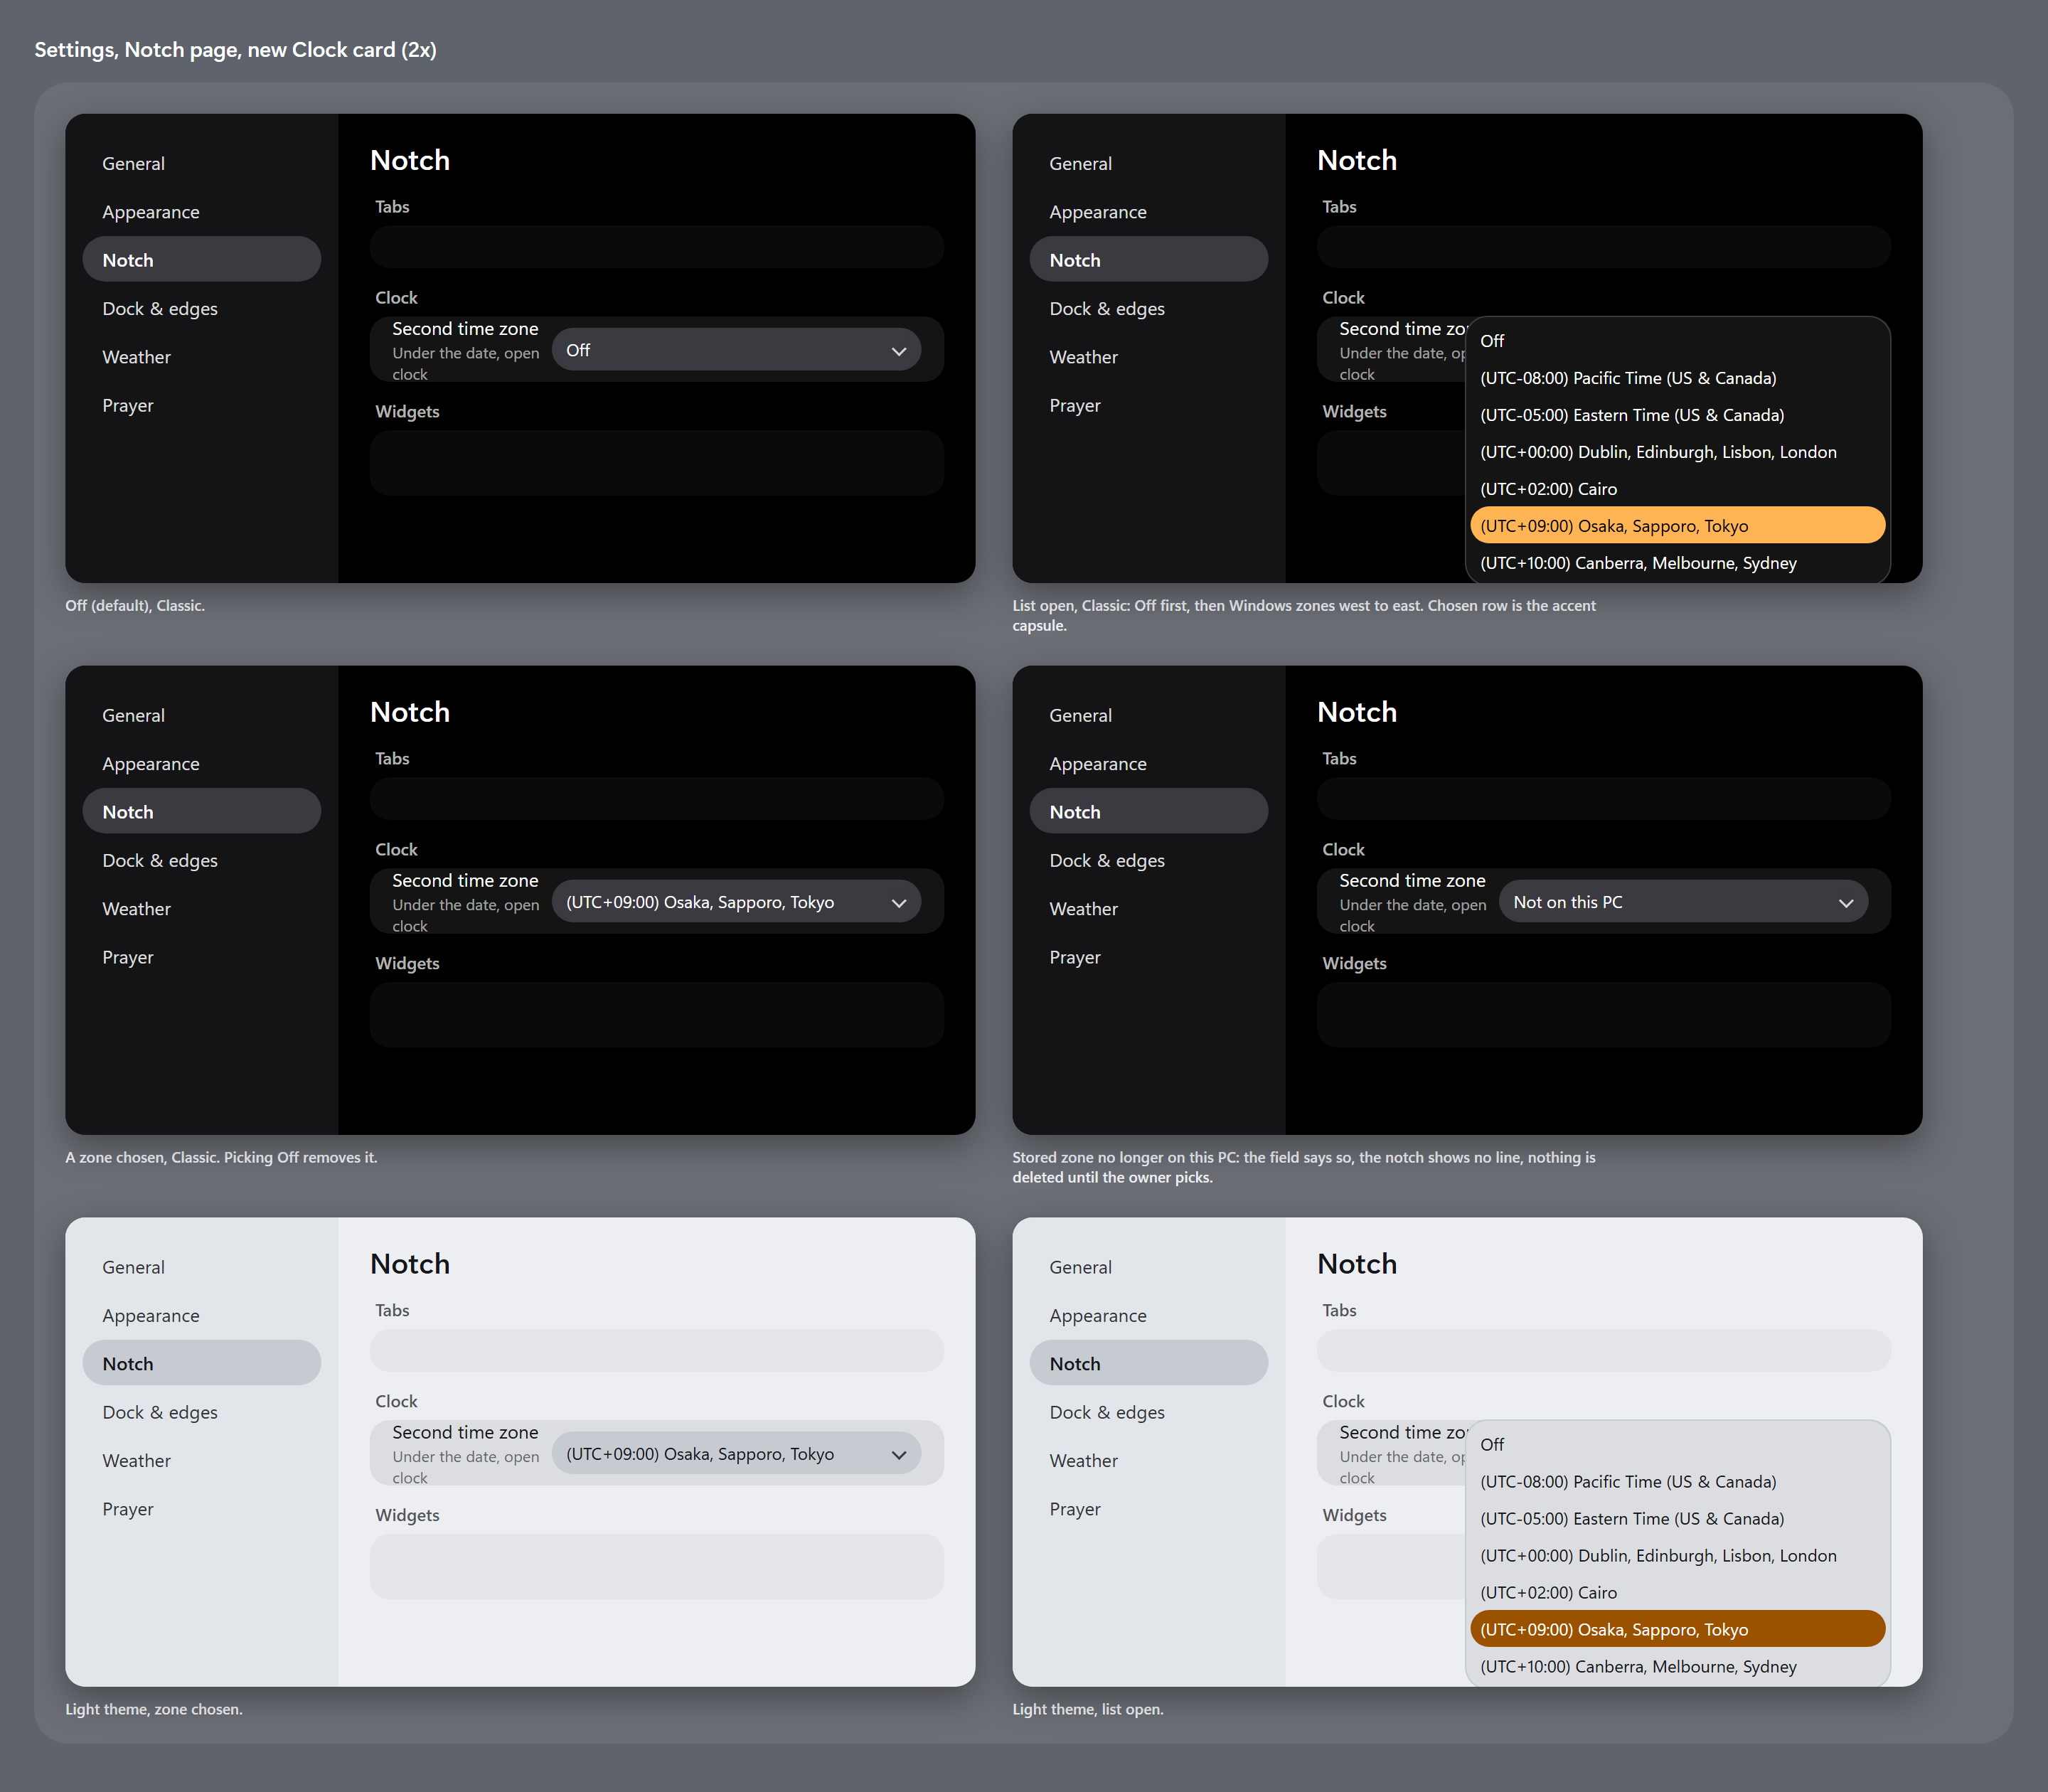 Settings, Notch page, new Clock card (2x)
General
Appearance
Notch
Dock & edges
Weather
Prayer
Notch
Tabs
Clock
Second time zone
Under the date, open
clock
Off
Widgets
Off (default), Classic.
General
Appearance
Notch
Dock & edges
Weather
Prayer
Notch
Tabs
Clock
Second time zo
Under the date, op
clock
Widgets
Off
(UTC-08:00) Pacific Time (US & Canada)
(UTC-05:00) Eastern Time (US & Canada)
(UTC+00:00) Dublin, Edinburgh, Lisbon, London
(UTC+02:00) Cairo
(UTC+09:00) Osaka, Sapporo, Tokyo
(UTC+10:00) Canberra, Melbourne, Sydney
List open, Classic: Off first, then Windows zones west to east. Chosen row is the accent
capsule.
General
Appearance
Notch
Dock & edges
Weather
Prayer
Notch
Tabs
Clock
Second time zone
Under the date, open
clock
(UTC+09:00) Osaka, Sapporo, Tokyo
Widgets
A zone chosen, Classic. Picking Off removes it.
General
Appearance
Notch
Dock & edges
Weather
Prayer
Notch
Tabs
Clock
Second time zone
Under the date, open
clock
Not on this PC
Widgets
Stored zone no longer on this PC: the field says so, the notch shows no line, nothing is
deleted until the owner picks.
General
Appearance
Notch
Dock & edges
Weather
Prayer
Notch
Tabs
Clock
Second time zone
Under the date, open
clock
(UTC+09:00) Osaka, Sapporo, Tokyo
Widgets
Light theme, zone chosen.
General
Appearance
Notch
Dock & edges
Weather
Prayer
Notch
Tabs
Clock
Second time zo
Under the date, op
clock
Widgets
Off
(UTC-08:00) Pacific Time (US & Canada)
(UTC-05:00) Eastern Time (US & Canada)
(UTC+00:00) Dublin, Edinburgh, Lisbon, London
(UTC+02:00) Cairo
(UTC+09:00) Osaka, Sapporo, Tokyo
(UTC+10:00) Canberra, Melbourne, Sydney
Light theme, list open.